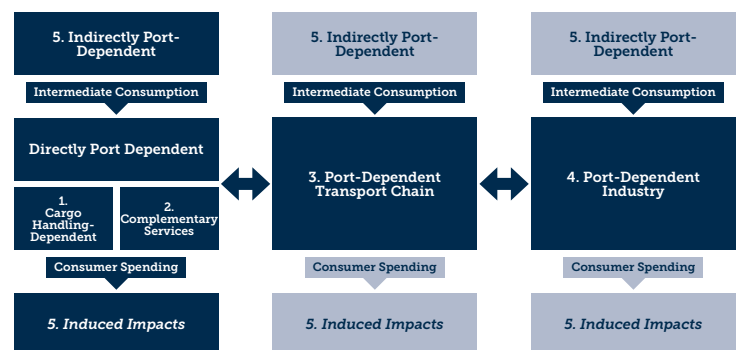 5. Indirectly Port-
Dependent
5. Indirectly Port-
Dependent
5. Indirectly Port-
Dependent
Intermediate Consumption
Intermediate Consumption
Intermediate Consumption
Directly Port Dependent
1.
Cargo
Handling-
Dependent
2.
Complementary
Services
3. Port-Dependent
Transport Chain
4. Port-Dependent
Industry
Consumer Spending
Consumer Spending
Consumer Spending
5. Induced Impacts
5. Induced Impacts
5. Induced Impacts